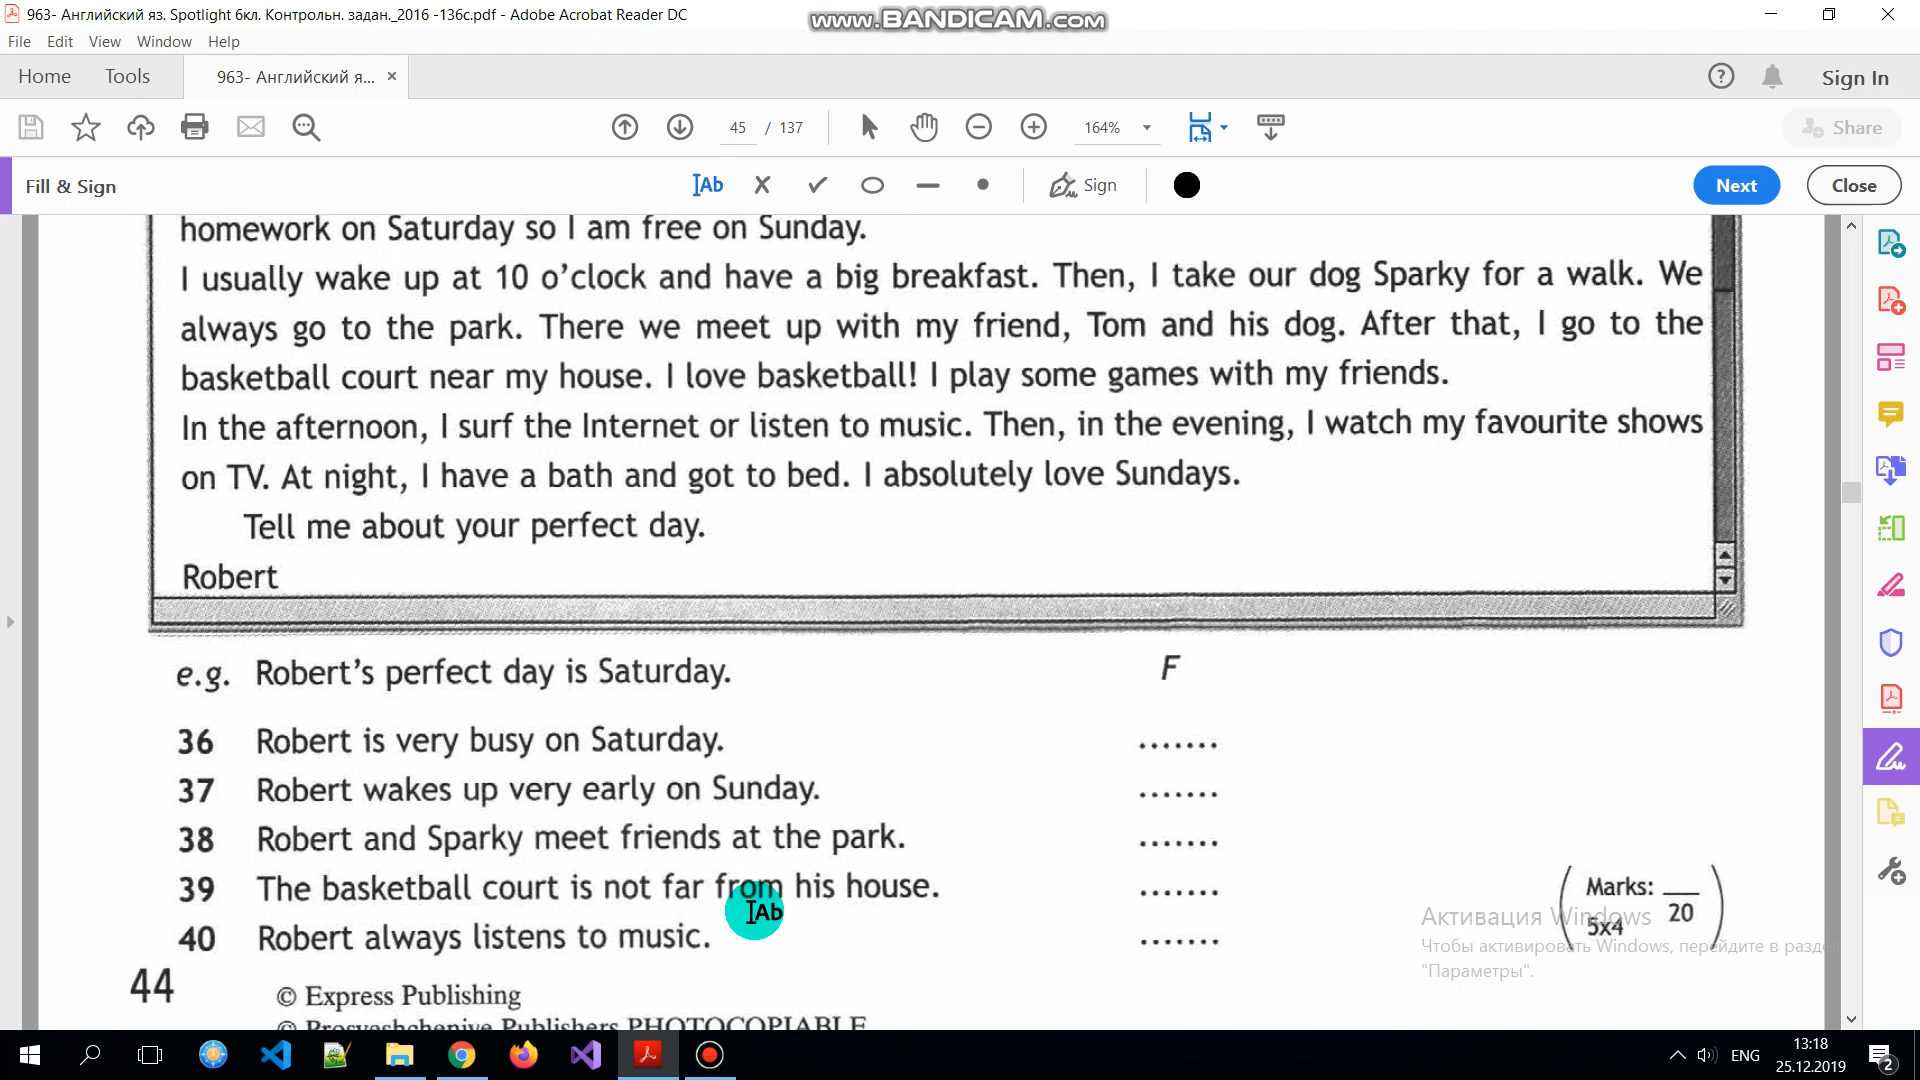 963- Английский яз. Spotlight 6кл. Контрольн. задан._2016 -136с.pdf - Adobe Acrobat Reader DC
www.BANDICAM.com
File Edit View Window Help
Home Tools 963- Английский я... ×
Sign In
45 / 137 164% Share
Fill & Sign Ab Sign Next Close
homework on Saturday so I am free on Sunday.
I usually wake up at 10 o'clock and have a big breakfast. Then, I take our dog Sparky for a walk. We
always go to the park. There we meet up with my friend, Tom and his dog. After that, I go to the
basketball court near my house. I love basketball! I play some games with my friends.
In the afternoon, I surf the Internet or listen to music. Then, in the evening, I watch my favourite shows
on TV. At night, I have a bath and got to bed. I absolutely love Sundays.
Tell me about your perfect day.
Robert
e.g. Robert's perfect day is Saturday. F
36 Robert is very busy on Saturday. .......
37 Robert wakes up very early on Sunday. .......
38 Robert and Sparky meet friends at the park. .......
39 The basketball court is not far from his house. .......
Ab
40 Robert always listens to music. .......
Marks: __
20
5x4
Активация Windows
Чтобы активировать Windows, перейдите в раздел
"Параметры".
44
© Express Publishing
© Prosveshcheniye Publishers PHOTOCOPIABLE
ENG
13:18
25.12.2019
2